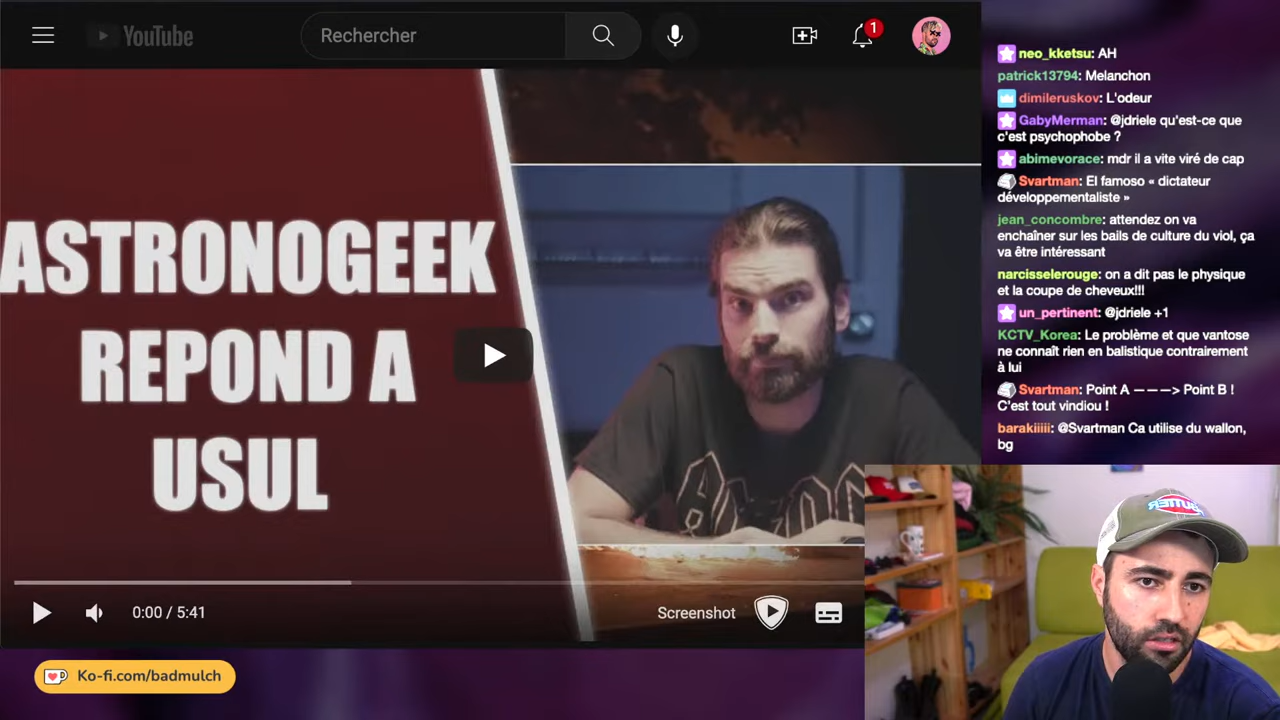 YouTube
Rechercher
1
ASTRONOGEEK
REPOND A
USUL
0:00 / 5:41
Screenshot
Ko-fi.com/badmulch
neo_kketsu: AH
patrick13794: Melanchon
dimileruskov: L'odeur
GabyMerman: @jdriele qu'est-ce que
c'est psychophobe ?
abimevorace: mdr il a vite viré de cap
Svartman: El famoso « dictateur
développementaliste »
jean_concombre: attendez on va
enchaîner sur les bails de culture du viol, ça
va être intéressant
narcisselerouge: on a dit pas le physique
et la coupe de cheveux!!!
un_pertinent: @jdriele +1
KCTV_Korea: Le problème et que vantose
ne connaît rien en balistique contrairement
à lui
Svartman: Point A ———> Point B !
C'est tout vindiou !
barakiiiii: @Svartman Ca utilise du wallon,
bg